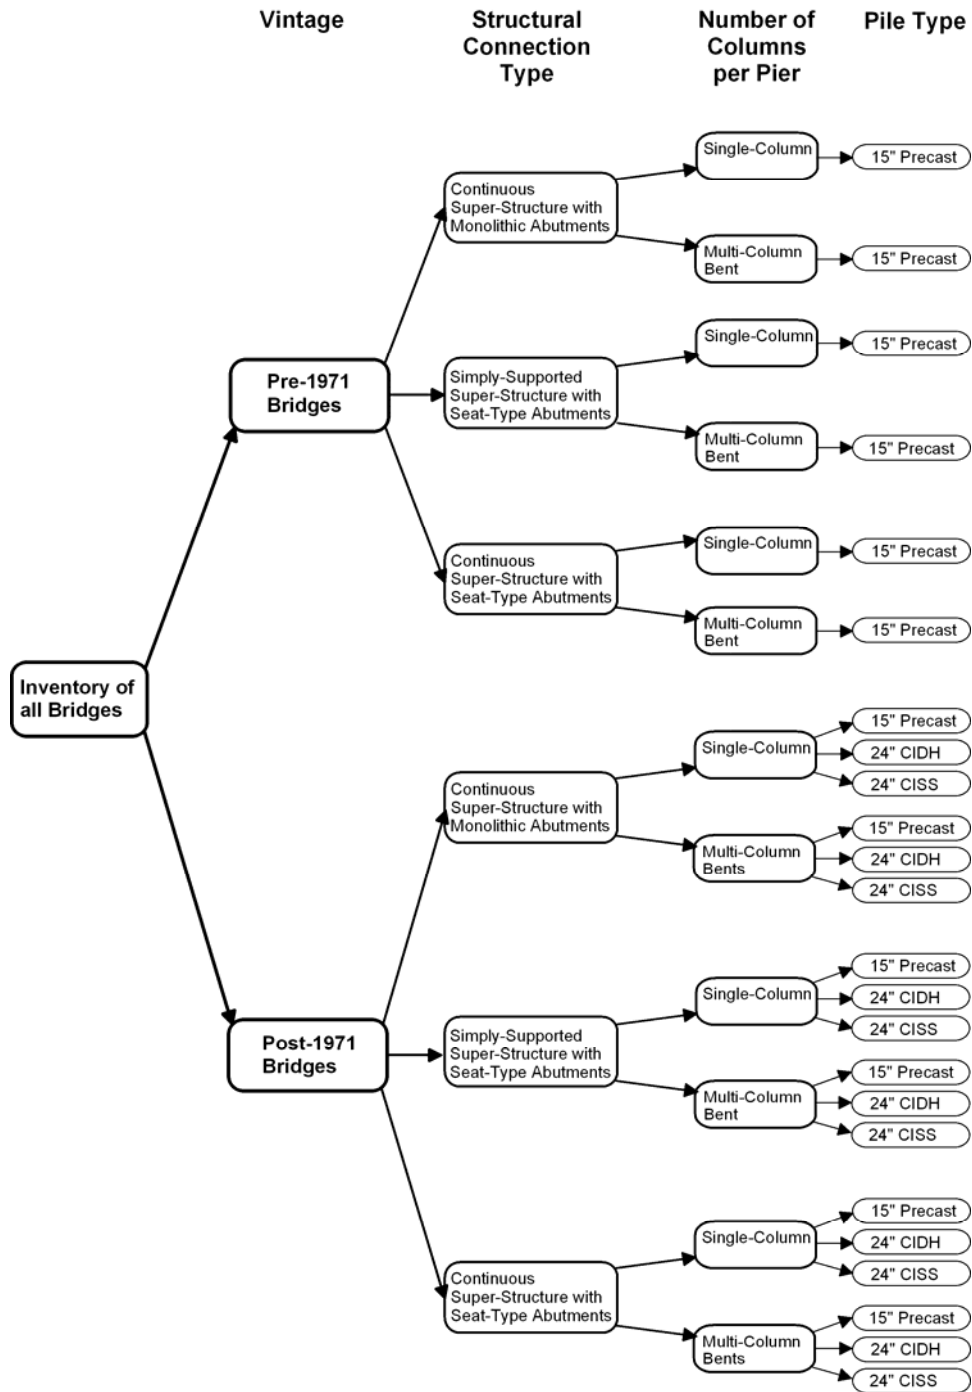 Vintage
Structural
Connection
Type
Number of
Columns
per Pier
Pile Type
Single-Column
15" Precast
Continuous
Super-Structure with
Monolithic Abutments
Multi-Column
Bent
15" Precast
Single-Column
15" Precast
Pre-1971
Bridges
Simply-Supported
Super-Structure with
Seat-Type Abutments
Multi-Column
Bent
15" Precast
Single-Column
15" Precast
Continuous
Super-Structure with
Seat-Type Abutments
Multi-Column
Bent
15" Precast
Inventory of
all Bridges
15" Precast
Single-Column
24" CIDH
24" CISS
Continuous
Super-Structure with
Monolithic Abutments
15" Precast
Multi-Column
Bents
24" CIDH
24" CISS
15" Precast
Single-Column
24" CIDH
24" CISS
Post-1971
Bridges
Simply-Supported
Super-Structure with
Seat-Type Abutments
15" Precast
Multi-Column
Bent
24" CIDH
24" CISS
15" Precast
Single-Column
24" CIDH
24" CISS
Continuous
Super-Structure with
Seat-Type Abutments
15" Precast
Multi-Column
Bents
24" CIDH
24" CISS